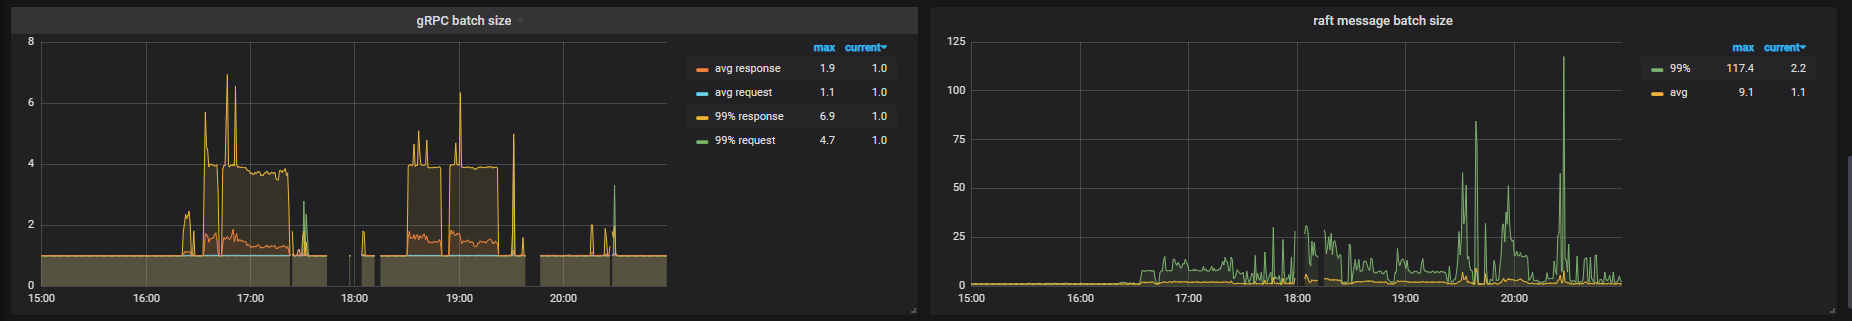 gRPC batch size
8
6
4
2
0
15:00 16:00 17:00 18:00 19:00 20:00
max current
avg response 1.9 1.0
avg request 1.1 1.0
99% response 6.9 1.0
99% request 4.7 1.0
raft message batch size
125
100
75
50
25
0
15:00 16:00 17:00 18:00 19:00 20:00
max current
99% 117.4 2.2
avg 9.1 1.1